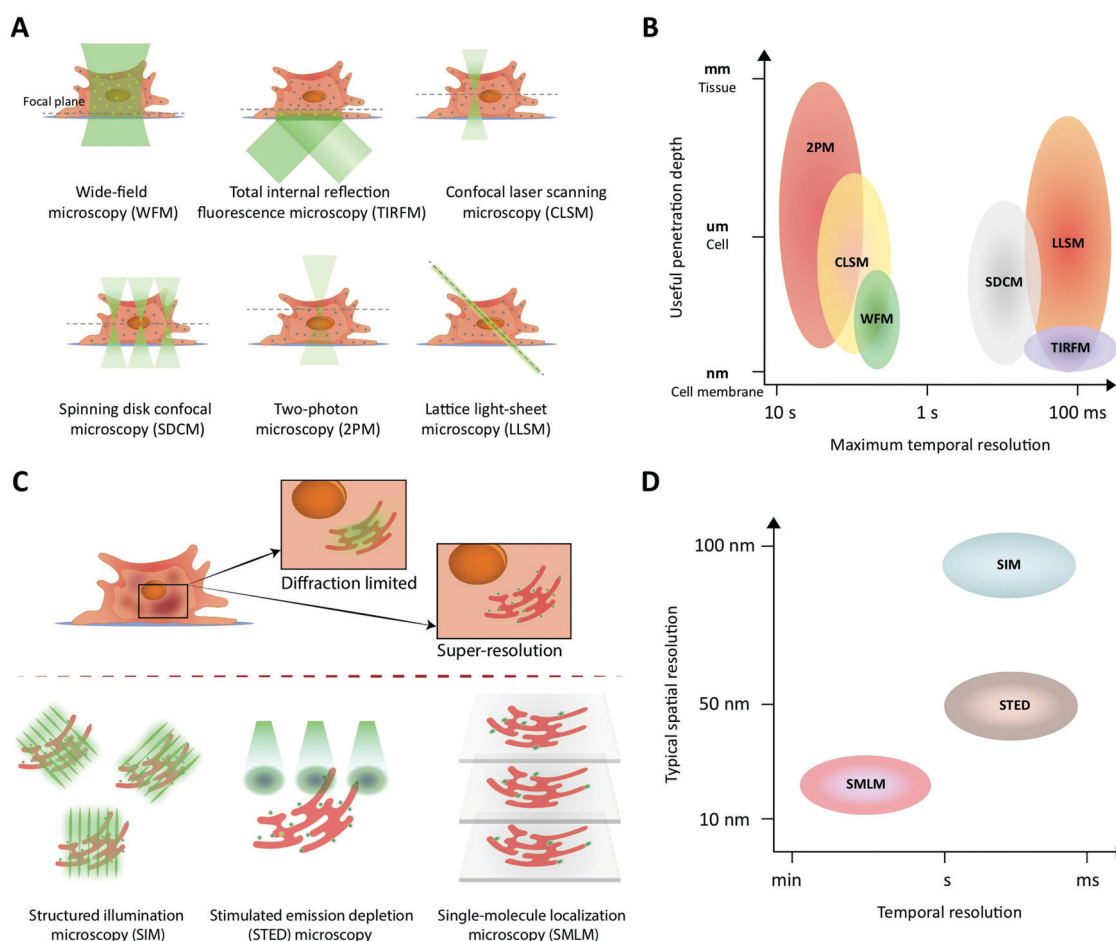 A
Focal plane
Wide-field
microscopy (WFM)
Total internal reflection
fluorescence microscopy (TIRFM)
Confocal laser scanning
microscopy (CLSM)
Spinning disk confocal
microscopy (SDCM)
Two-photon
microscopy (2PM)
Lattice light-sheet
microscopy (LLSM)
B
Useful penetration depth
mm
Tissue
um
Cell
nm
Cell membrane
2PM
CLSM
WFM
SDCM
LLSM
TIRFM
10 s
1 s
100 ms
Maximum temporal resolution
C
Diffraction limited
Super-resolution
Structured illumination
microscopy (SIM)
Stimulated emission depletion
(STED) microscopy
Single-molecule localization
microscopy (SMLM)
D
Typical spatial resolution
100 nm
50 nm
10 nm
SIM
STED
SMLM
min
s
ms
Temporal resolution